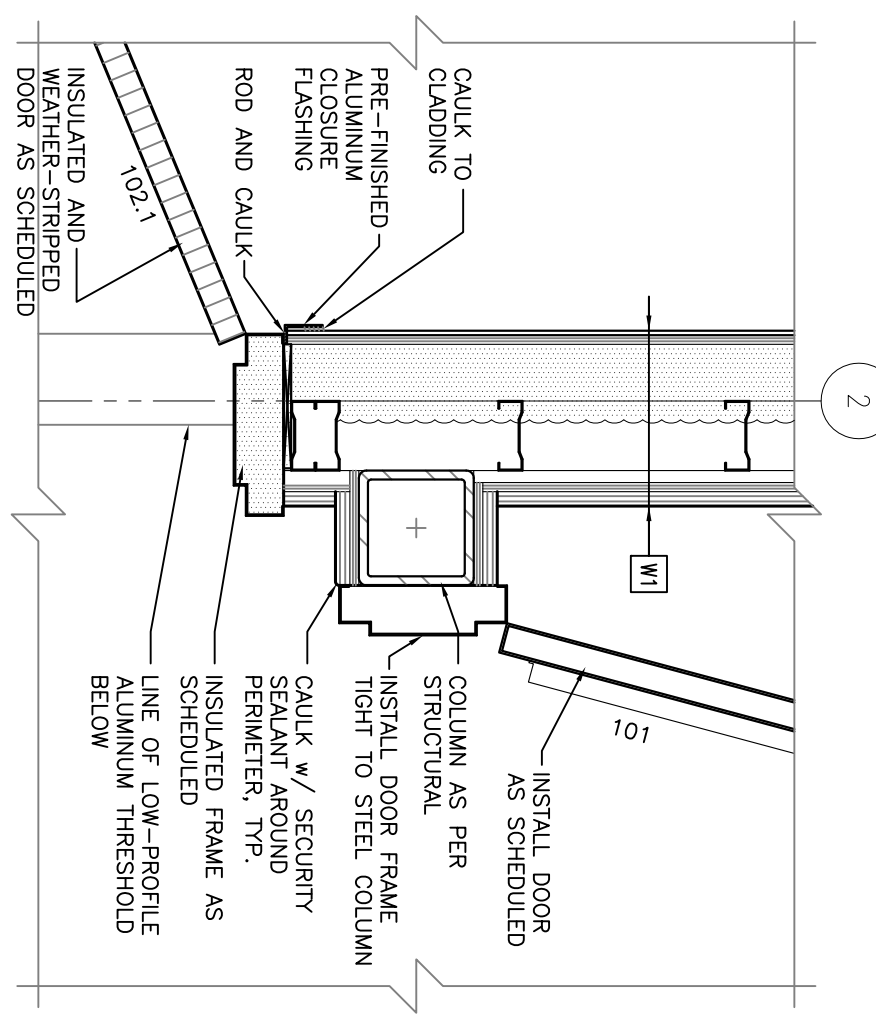 CAULK TO
CLADDING
PRE-FINISHED
ALUMINUM
CLOSURE
FLASHING
ROD AND CAULK
INSULATED AND
WEATHER-STRIPPED
DOOR AS SCHEDULED
102.1
2
W1
101
INSTALL DOOR
AS SCHEDULED
COLUMN AS PER
STRUCTURAL
INSTALL DOOR FRAME
TIGHT TO STEEL COLUMN
CAULK w/ SECURITY
SEALANT AROUND
PERIMETER, TYP.
INSULATED FRAME AS
SCHEDULED
LINE OF LOW-PROFILE
ALUMINUM THRESHOLD
BELOW